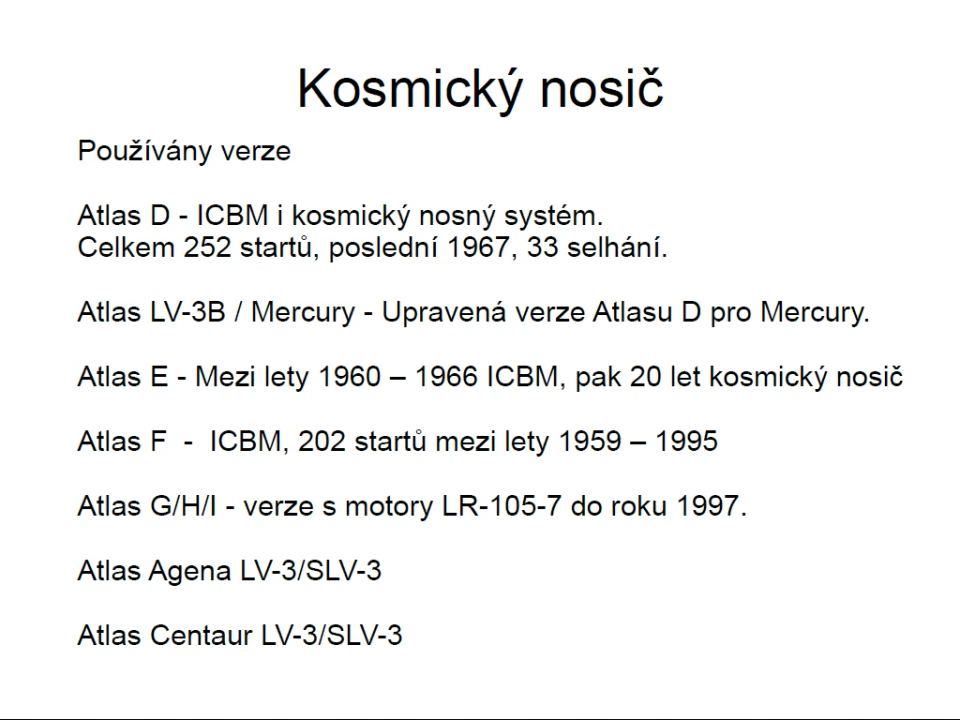 Kosmický nosič
Používány verze
Atlas D - ICBM i kosmický nosný systém.
Celkem 252 startů, poslední 1967, 33 selhání.
Atlas LV-3B / Mercury - Upravená verze Atlasu D pro Mercury.
Atlas E - Mezi lety 1960 – 1966 ICBM, pak 20 let kosmický nosič
Atlas F  -  ICBM, 202 startů mezi lety 1959 – 1995
Atlas G/H/I - verze s motory LR-105-7 do roku 1997.
Atlas Agena LV-3/SLV-3
Atlas Centaur LV-3/SLV-3